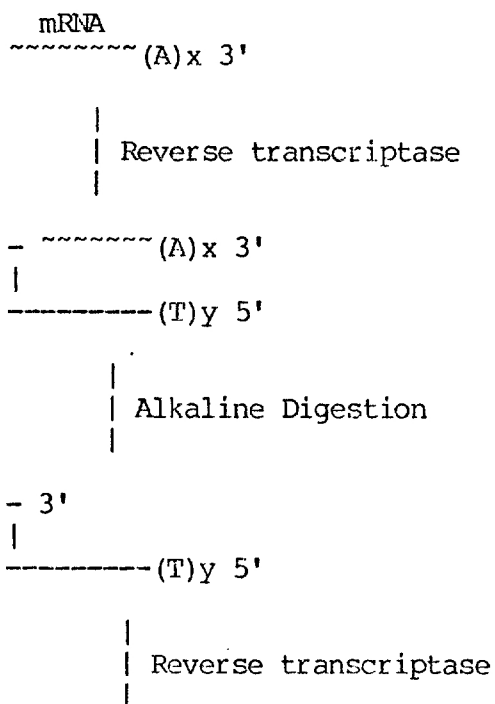 mRNA
~~~~~~~~~(A)x 3'
Reverse transcriptase
- ~~~~~~~~(A)x 3'
----------(T)y 5'
Alkaline Digestion
- 3'
----------(T)y 5'
Reverse transcriptase